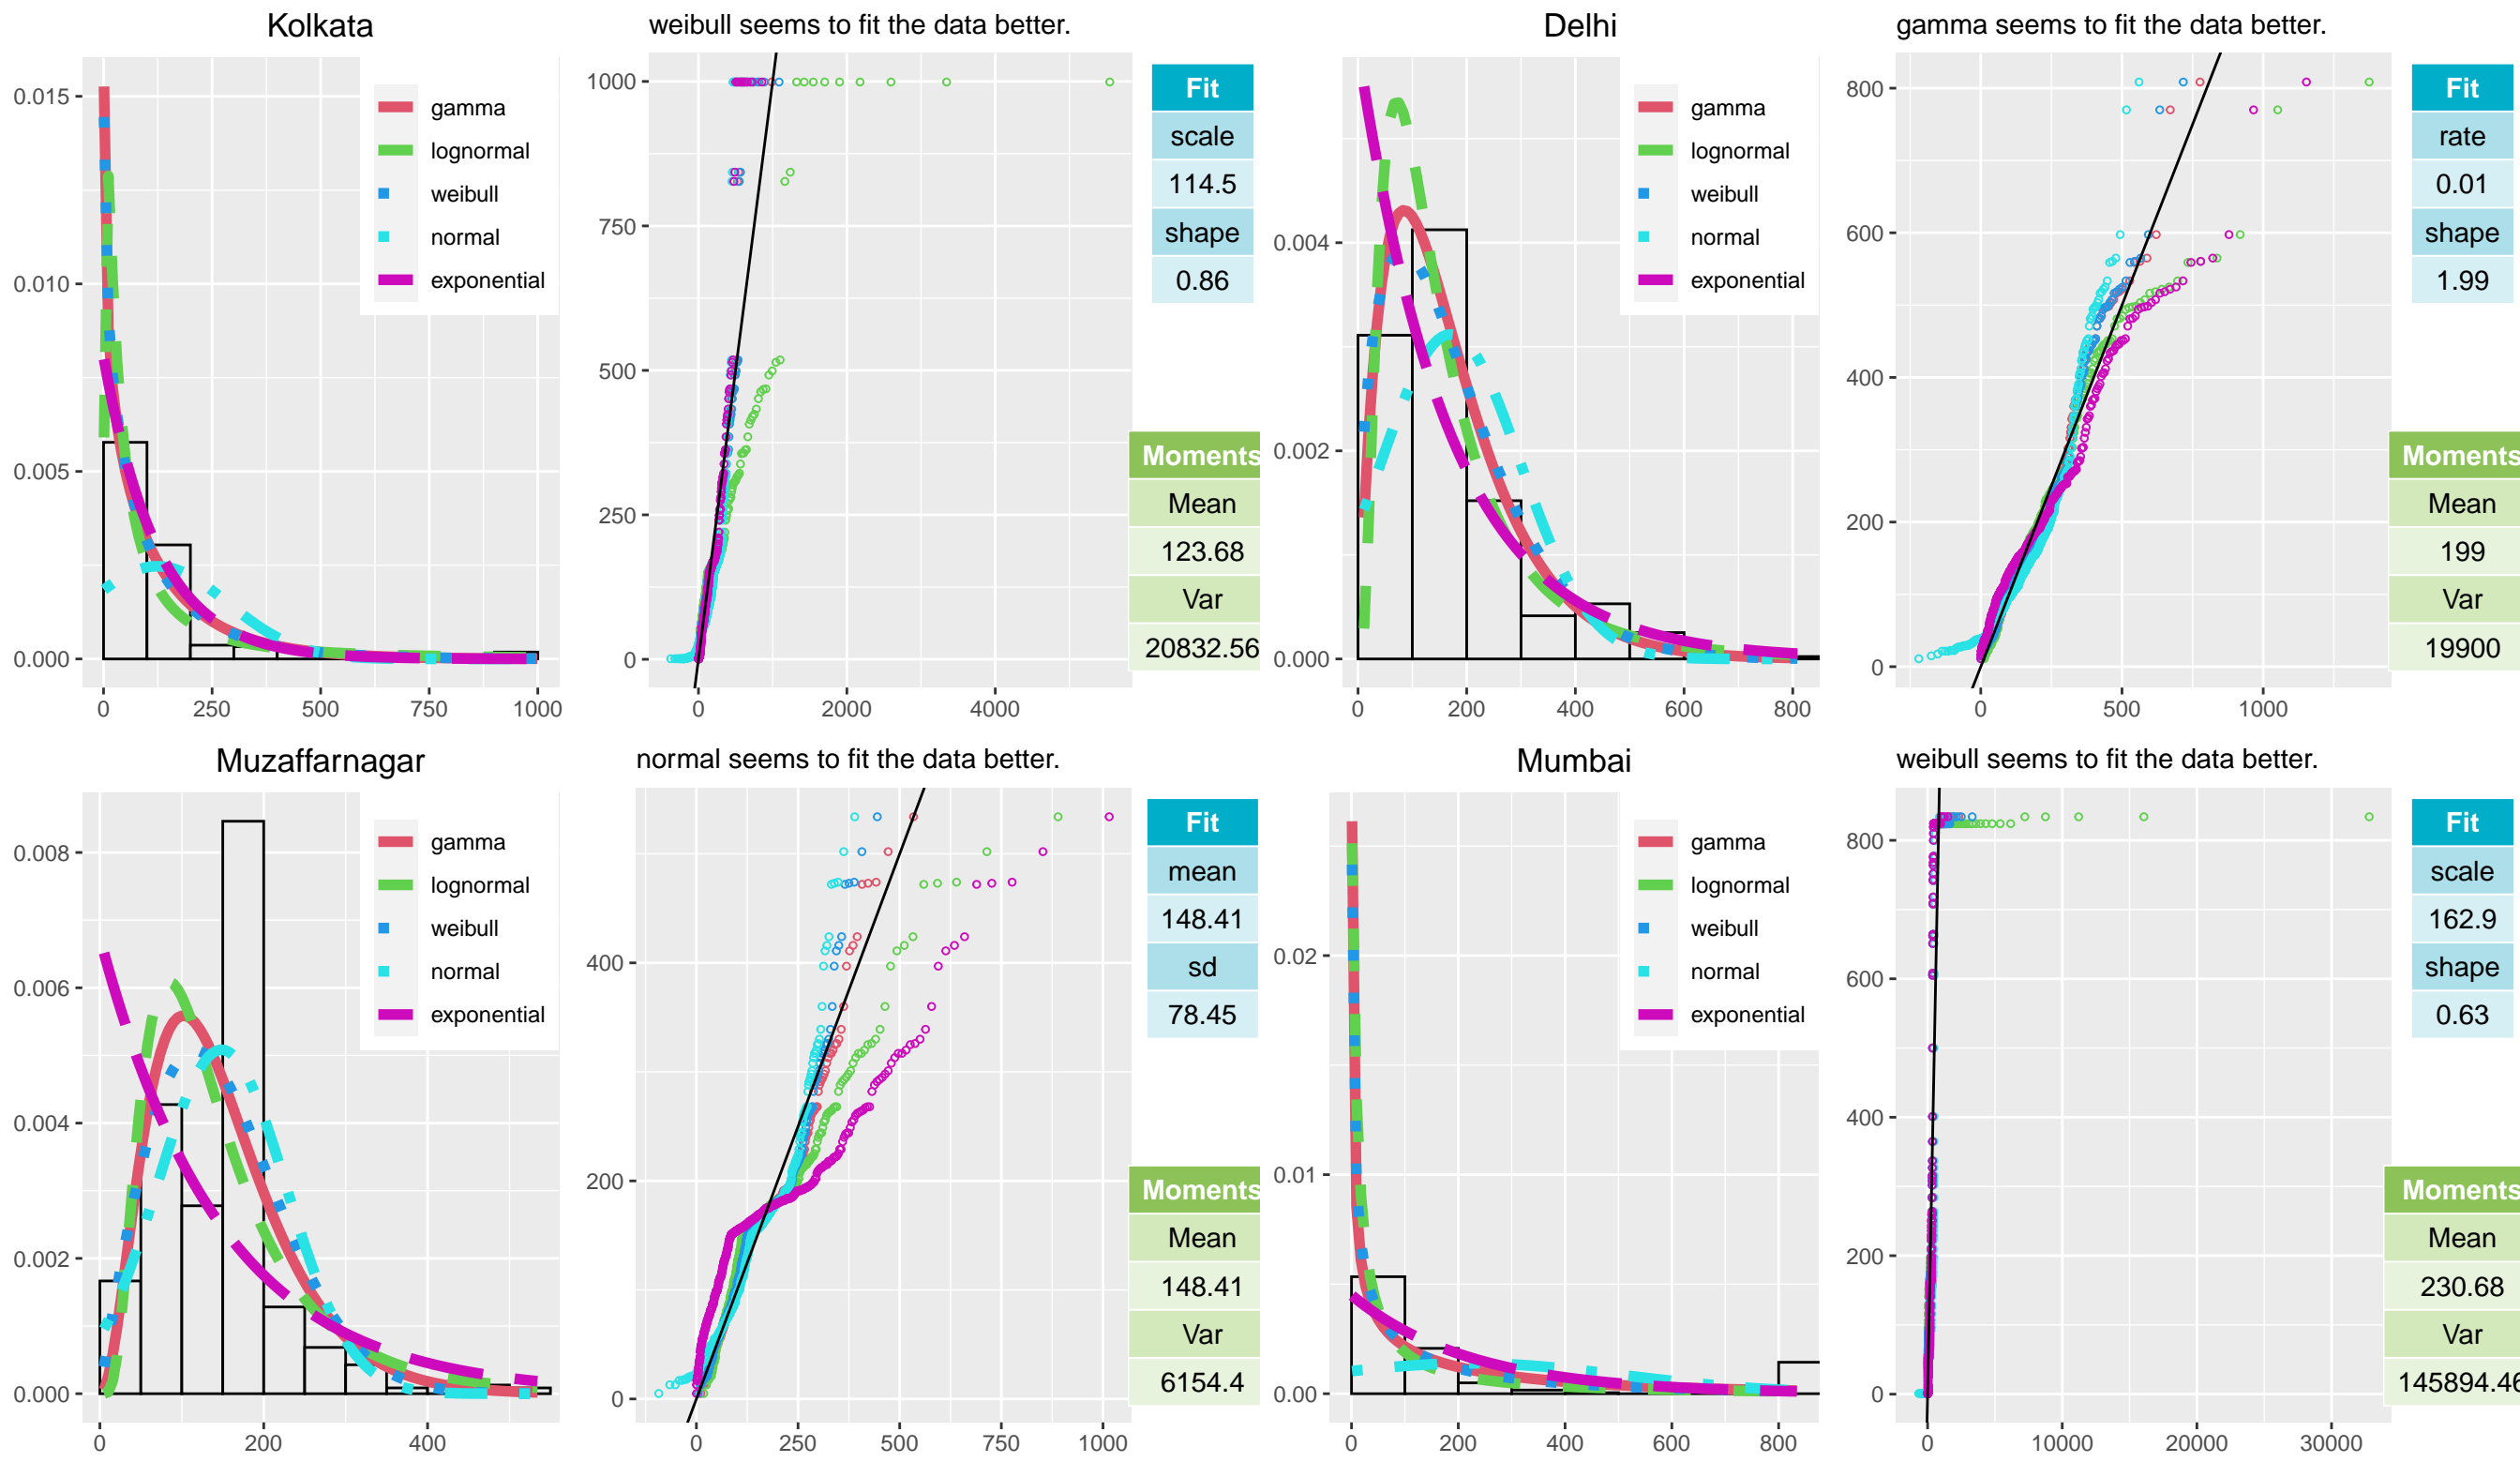 Kolkata
0.015
0.010
0.005
0.000
0 250 500 750 1000
gamma
lognormal
weibull
normal
exponential
weibull seems to fit the data better.
1000
750
500
250
0
0 2000 4000
Fit
scale
114.5
shape
0.86
Moments
Mean
123.68
Var
20832.56
Delhi
0.004
0.002
0.000
0 200 400 600 800
gamma
lognormal
weibull
normal
exponential
gamma seems to fit the data better.
800
600
400
200
0
0 500 1000
Fit
rate
0.01
shape
1.99
Moments
Mean
199
Var
19900
Muzaffarnagar
0.008
0.006
0.004
0.002
0.000
0 200 400
gamma
lognormal
weibull
normal
exponential
normal seems to fit the data better.
400
200
0
0 250 500 750 1000
Fit
mean
148.41
sd
78.45
Moments
Mean
148.41
Var
6154.4
Mumbai
0.02
0.01
0.00
0 200 400 600 800
gamma
lognormal
weibull
normal
exponential
weibull seems to fit the data better.
800
600
400
200
0
0 10000 20000 30000
Fit
scale
162.9
shape
0.63
Moments
Mean
230.68
Var
145894.46